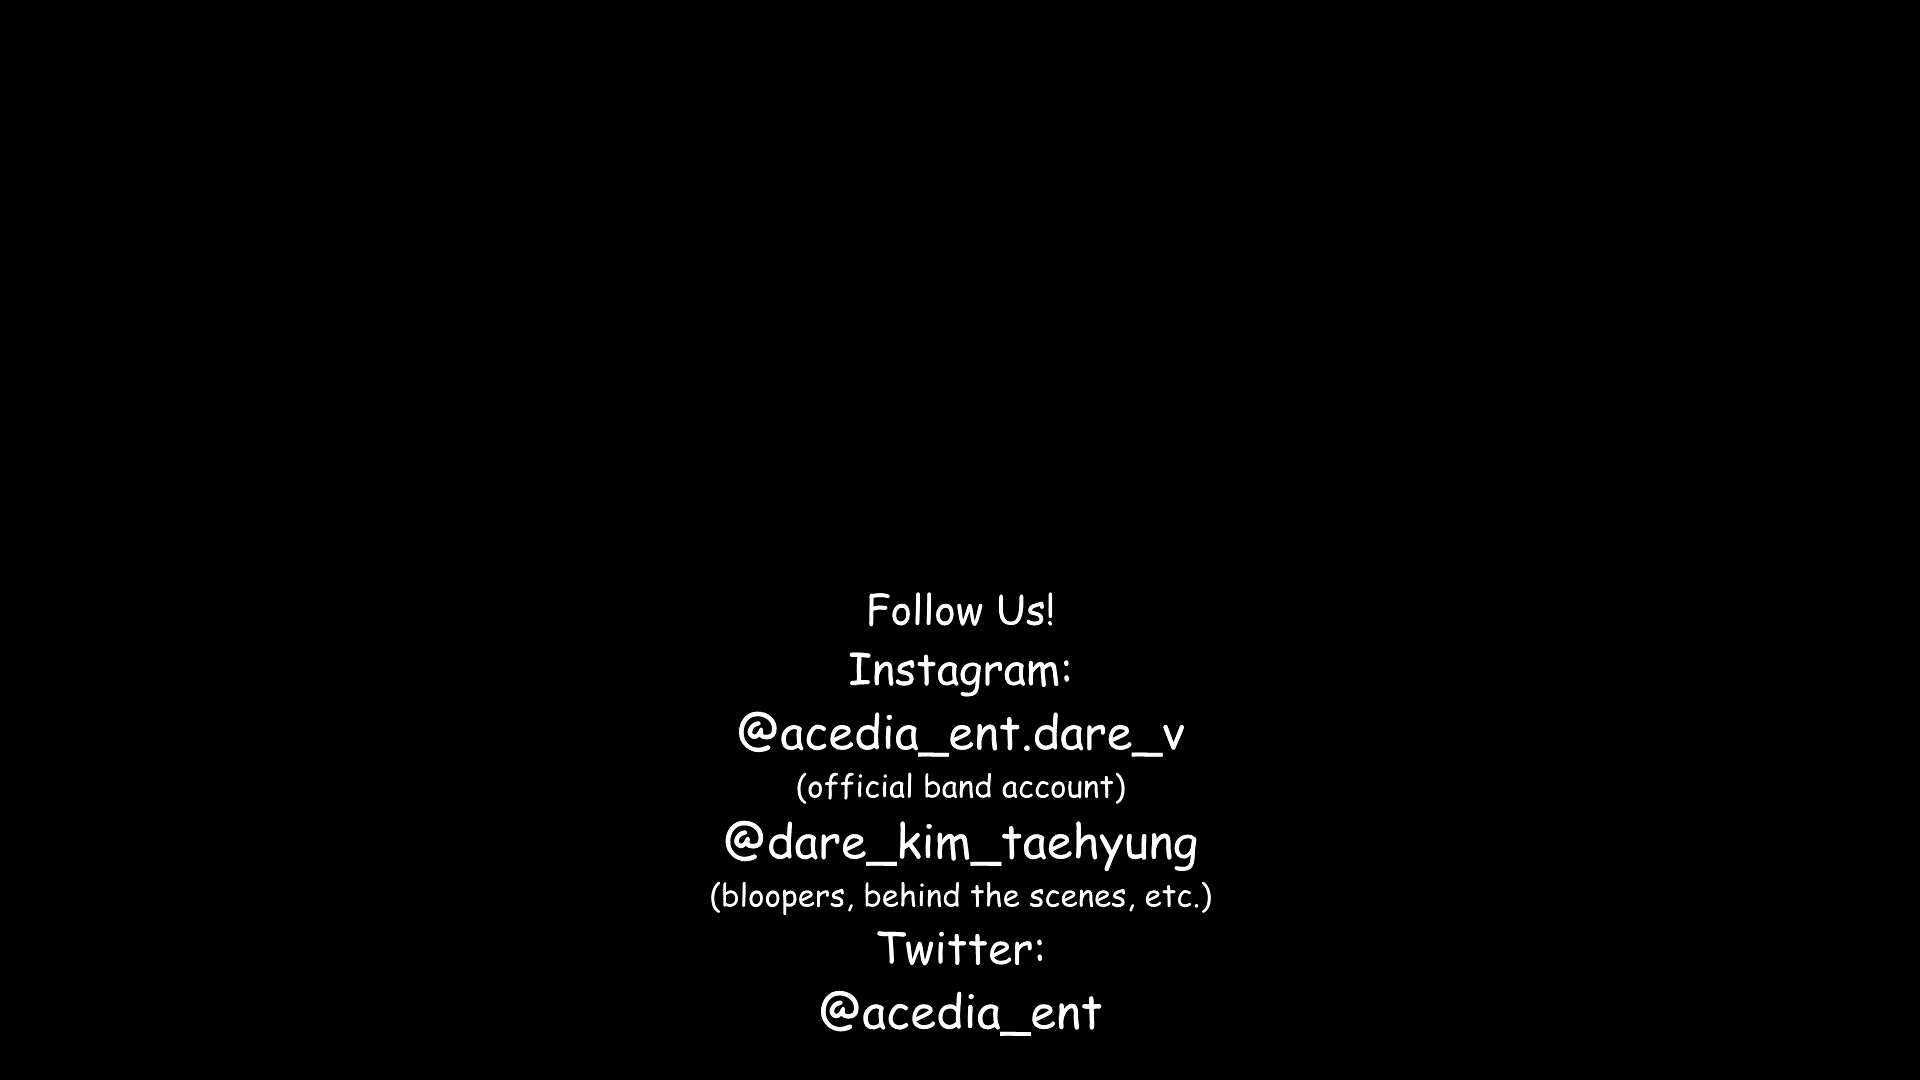 Follow Us!
Instagram:
@acedia_ent.dare_v
(official band account)
@dare_kim_taehyung
(bloopers, behind the scenes, etc.)
Twitter:
@acedia_ent